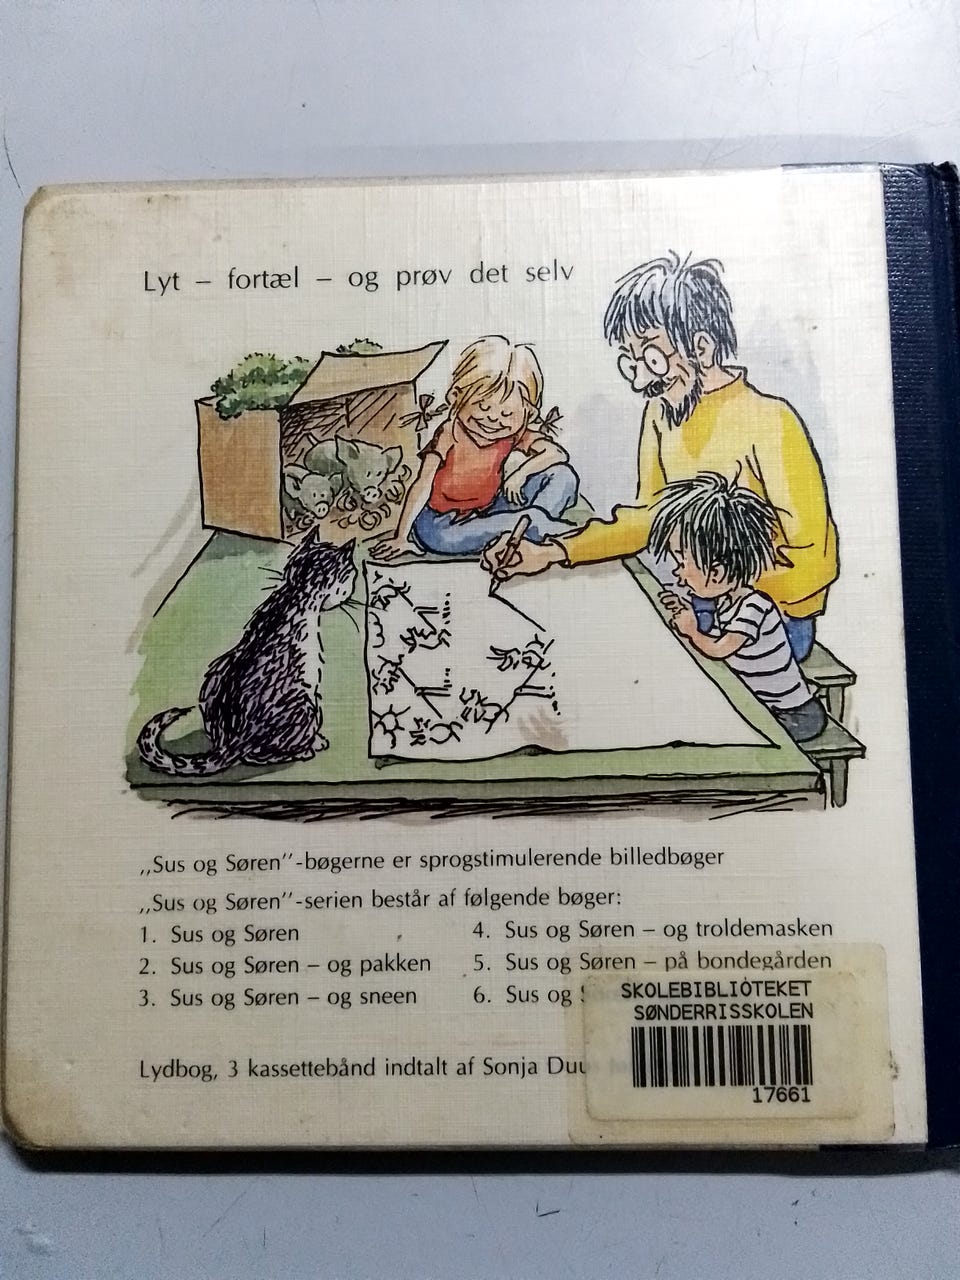 Lyt – fortæl – og prøv det selv
„Sus og Søren”-bøgerne er sprogstimulerende billedbøger
„Sus og Søren”-serien består af følgende bøger:
1. Sus og Søren
2. Sus og Søren – og pakken
3. Sus og Søren – og sneen
4. Sus og Søren – og troldemasken
5. Sus og Søren – på bondegården
6. Sus og
Lydbog, 3 kassettebånd indtalt af Sonja
SKOLEBIBLIOTEKET
SØNDERRISSKOLEN
17661